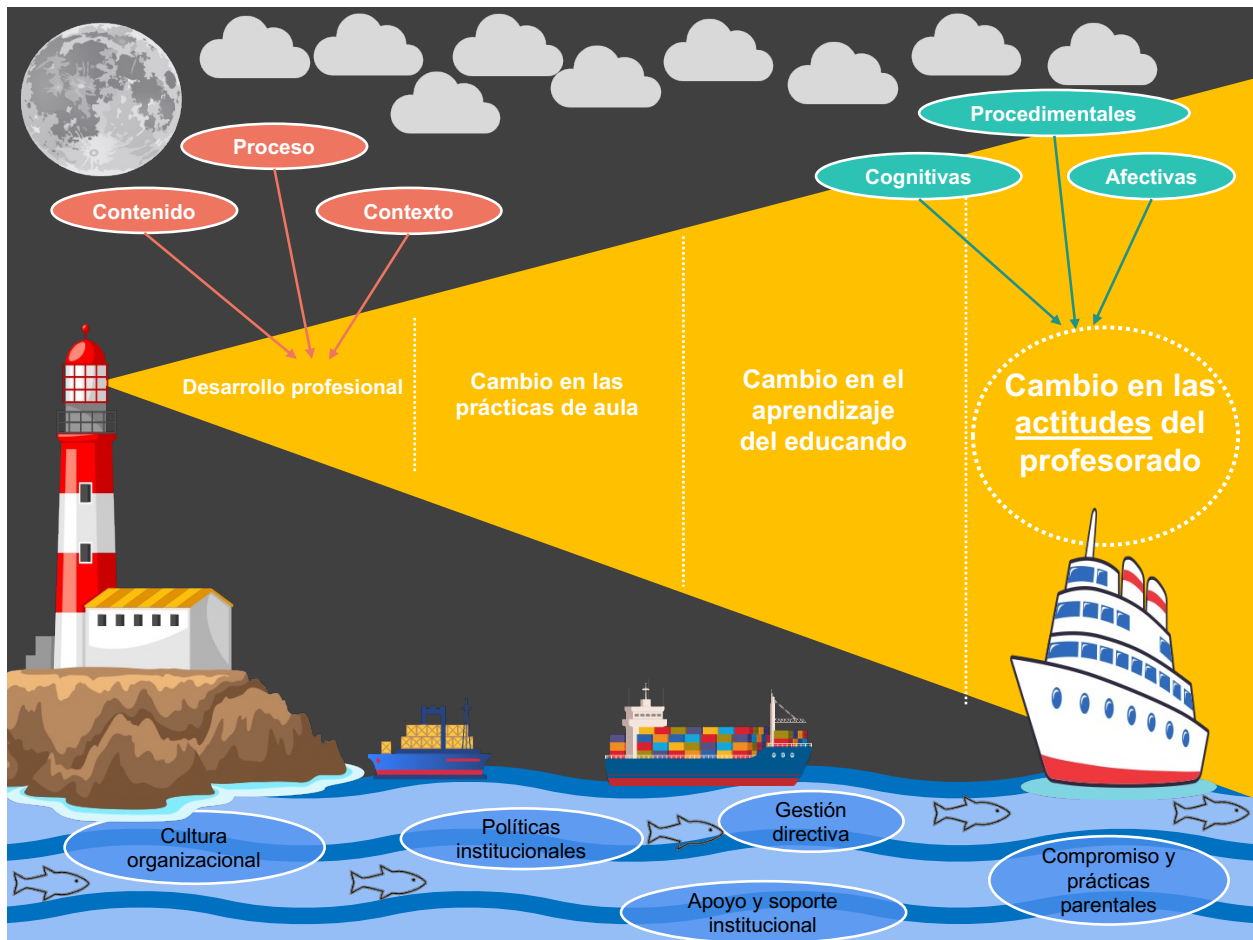 Procedimentales
Proceso
Cognitivas
Afectivas
Contenido
Contexto
Desarrollo profesional
Cambio en las
prácticas de aula
Cambio en el
aprendizaje
del educando
Cambio en las
actitudes del
profesorado
Cultura
organizacional
Políticas
institucionales
Gestión
directiva
Apoyo y soporte
institucional
Compromiso y
prácticas
parentales